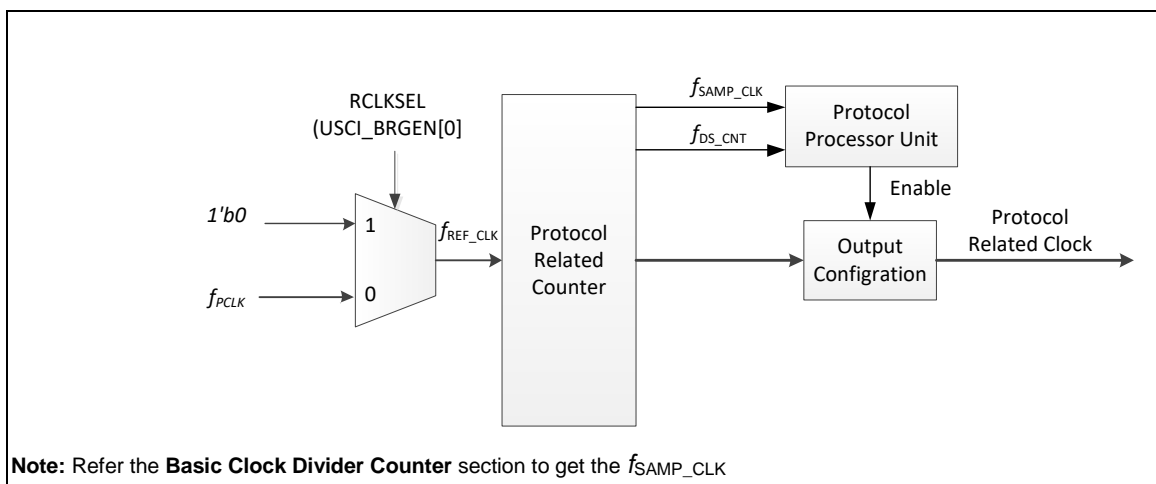 RCLKSEL
(USCI_BRGEN[0]
1'b0
1
fPCLK
0
fREF_CLK
Protocol
Related
Counter
fSAMP_CLK
fDS_CNT
Protocol
Processor Unit
Enable
Output
Configration
Protocol
Related Clock
Note: Refer the Basic Clock Divider Counter section to get the fSAMP_CLK